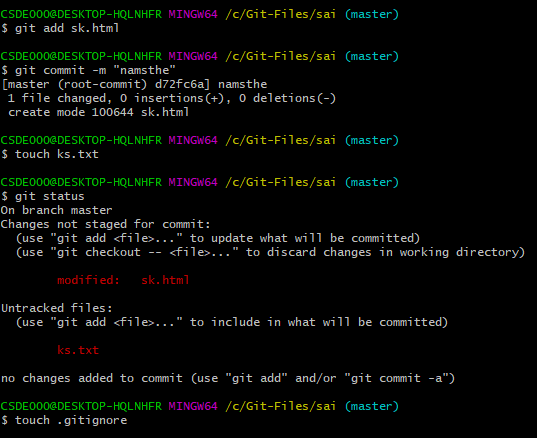 CSDEOOO@DESKTOP-HQLNHFR MINGW64 /c/Git-Files/sai (master)
$ git add sk.html
CSDEOOO@DESKTOP-HQLNHFR MINGW64 /c/Git-Files/sai (master)
$ git commit -m "namsthe"
[master (root-commit) d72fc6a] namsthe
1 file changed, 0 insertions(+), 0 deletions(-)
create mode 100644 sk.html
CSDEOOO@DESKTOP-HQLNHFR MINGW64 /c/Git-Files/sai (master)
$ touch ks.txt
CSDEOOO@DESKTOP-HQLNHFR MINGW64 /c/Git-Files/sai (master)
$ git status
On branch master
Changes not staged for commit:
(use "git add <file>..." to update what will be committed)
(use "git checkout -- <file>..." to discard changes in working directory)
modified:   sk.html
Untracked files:
(use "git add <file>..." to include in what will be committed)
ks.txt
no changes added to commit (use "git add" and/or "git commit -a")
CSDEOOO@DESKTOP-HQLNHFR MINGW64 /c/Git-Files/sai (master)
$ touch .gitignore